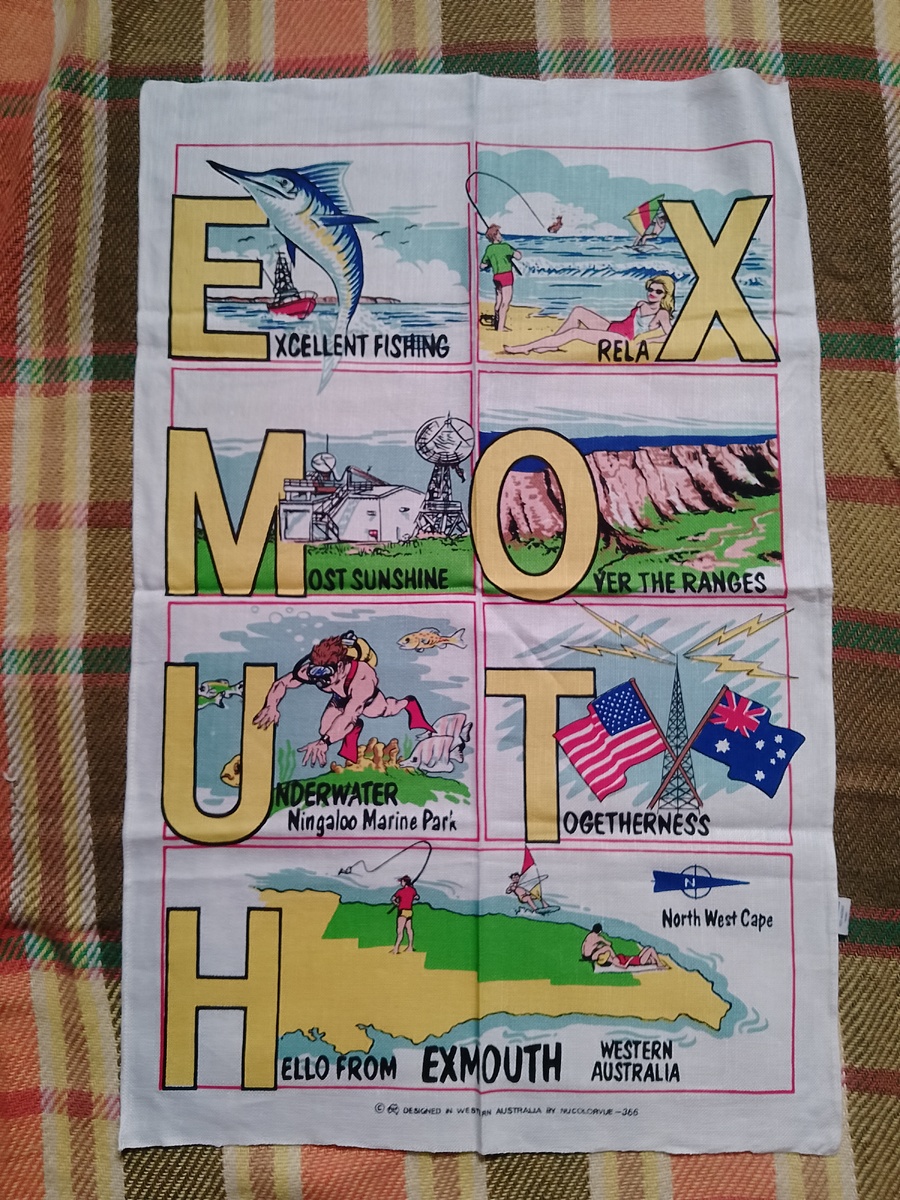 EXCELLENT FISHING
RELAX
MOST SUNSHINE
OVER THE RANGES
UNDERWATER
Ningaloo Marine Park
TOGETHERNESS
N
North West Cape
HELLO FROM EXMOUTH WESTERN
AUSTRALIA
© DESIGNED IN WESTERN AUSTRALIA BY NUCOLORVUE-366